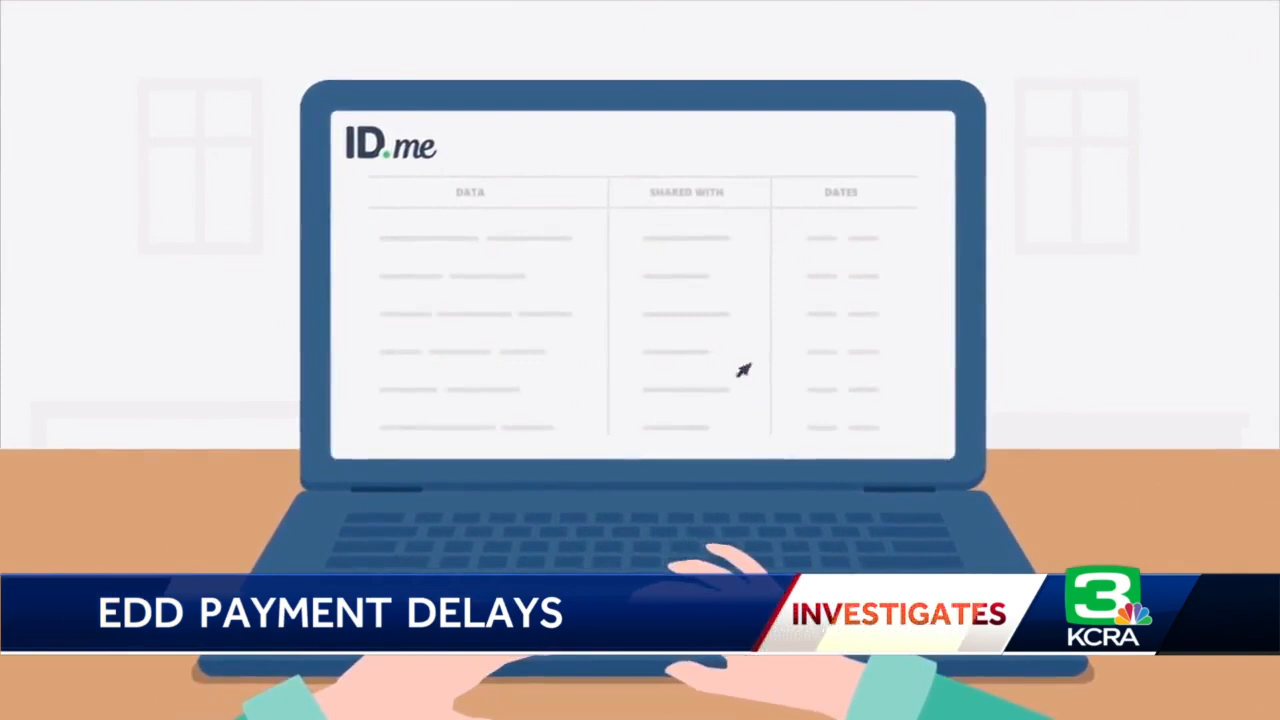 ID.me
DATA SHARED WITH DATES
EDD PAYMENT DELAYS
INVESTIGATES
3
KCRA